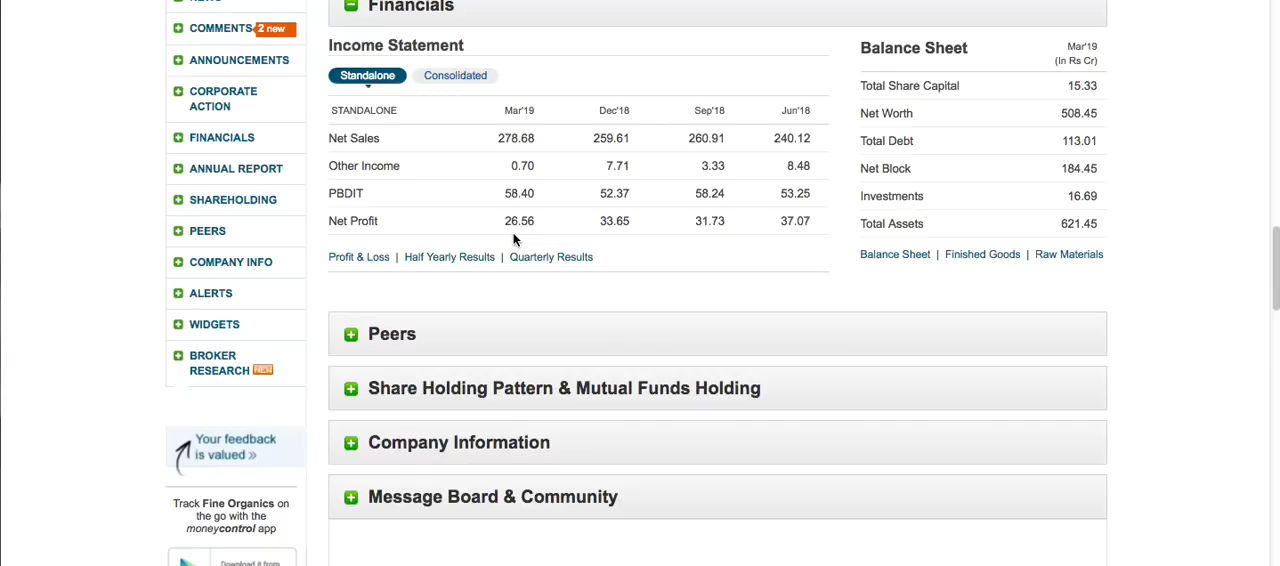 COMMENTS 2 new
ANNOUNCEMENTS
CORPORATE
ACTION
FINANCIALS
ANNUAL REPORT
SHAREHOLDING
PEERS
COMPANY INFO
ALERTS
WIDGETS
BROKER
RESEARCH NEW
Your feedback
is valued »
Track Fine Organics on
the go with the
moneycontrol app
Download it from
Financials
Income Statement
Standalone Consolidated
STANDALONE Mar'19 Dec'18 Sep'18 Jun'18
Net Sales 278.68 259.61 260.91 240.12
Other Income 0.70 7.71 3.33 8.48
PBDIT 58.40 52.37 58.24 53.25
Net Profit 26.56 33.65 31.73 37.07
Profit & Loss | Half Yearly Results | Quarterly Results
Balance Sheet Mar'19
(In Rs Cr)
Total Share Capital 15.33
Net Worth 508.45
Total Debt 113.01
Net Block 184.45
Investments 16.69
Total Assets 621.45
Balance Sheet | Finished Goods | Raw Materials
Peers
Share Holding Pattern & Mutual Funds Holding
Company Information
Message Board & Community